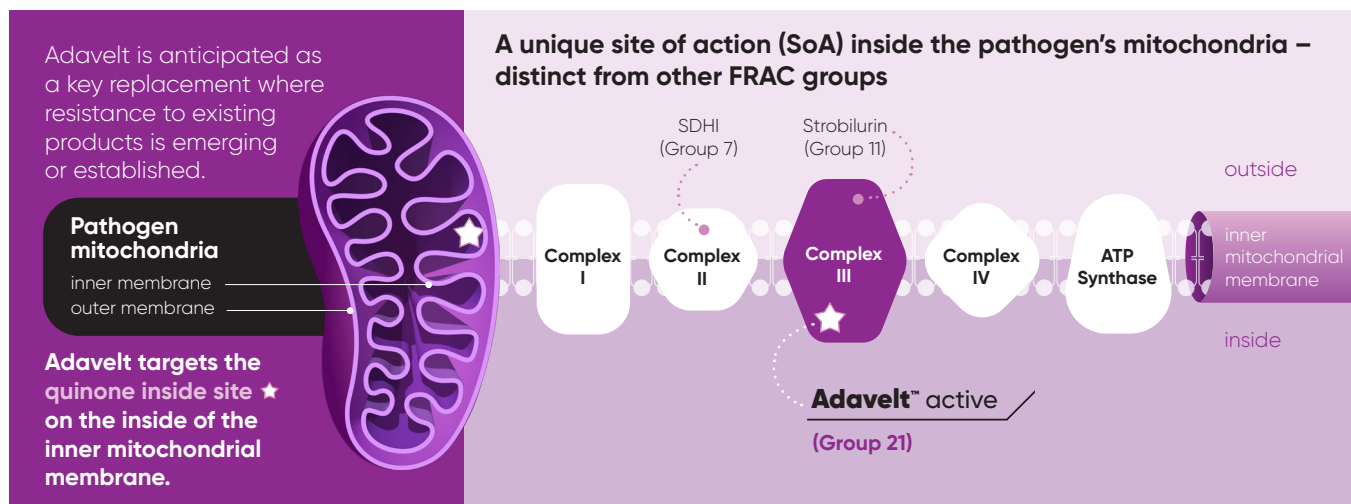 Adavelt is anticipated as
a key replacement where
resistance to existing
products is emerging
or established.
Pathogen
mitochondria
inner membrane
outer membrane
Adavelt targets the
quinone inside site
on the inside of the
inner mitochondrial
membrane.
A unique site of action (SoA) inside the pathogen's mitochondria –
distinct from other FRAC groups
SDHI
(Group 7)
Strobilurin
(Group 11)
outside
Complex
I
Complex
II
Complex
III
Complex
IV
ATP
Synthase
inner
mitochondrial
membrane
inside
Adavelt™ active
(Group 21)